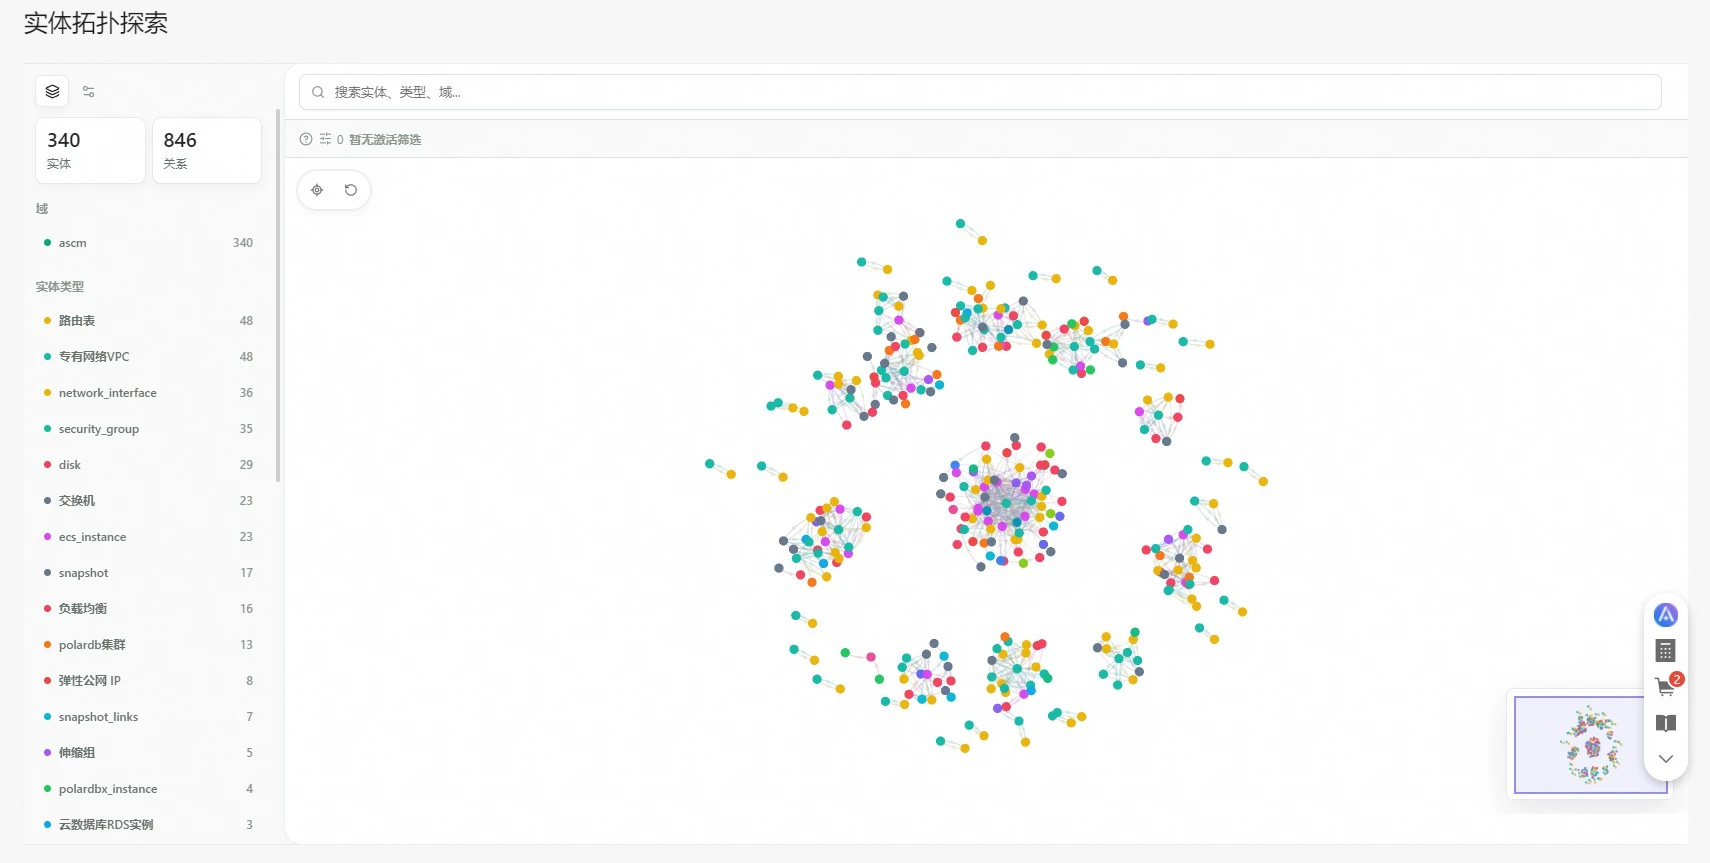 实体拓扑探索
340
实体
846
关系
搜索实体、类型、域...
0 暂无激活筛选
域
ascm 340
实体类型
路由表 48
专有网络VPC 48
network_interface 36
security_group 35
disk 29
交换机 23
ecs_instance 23
snapshot 17
负载均衡 16
polardb集群 13
弹性公网 IP 8
snapshot_links 7
伸缩组 5
polardbx_instance 4
云数据库RDS实例 3
2